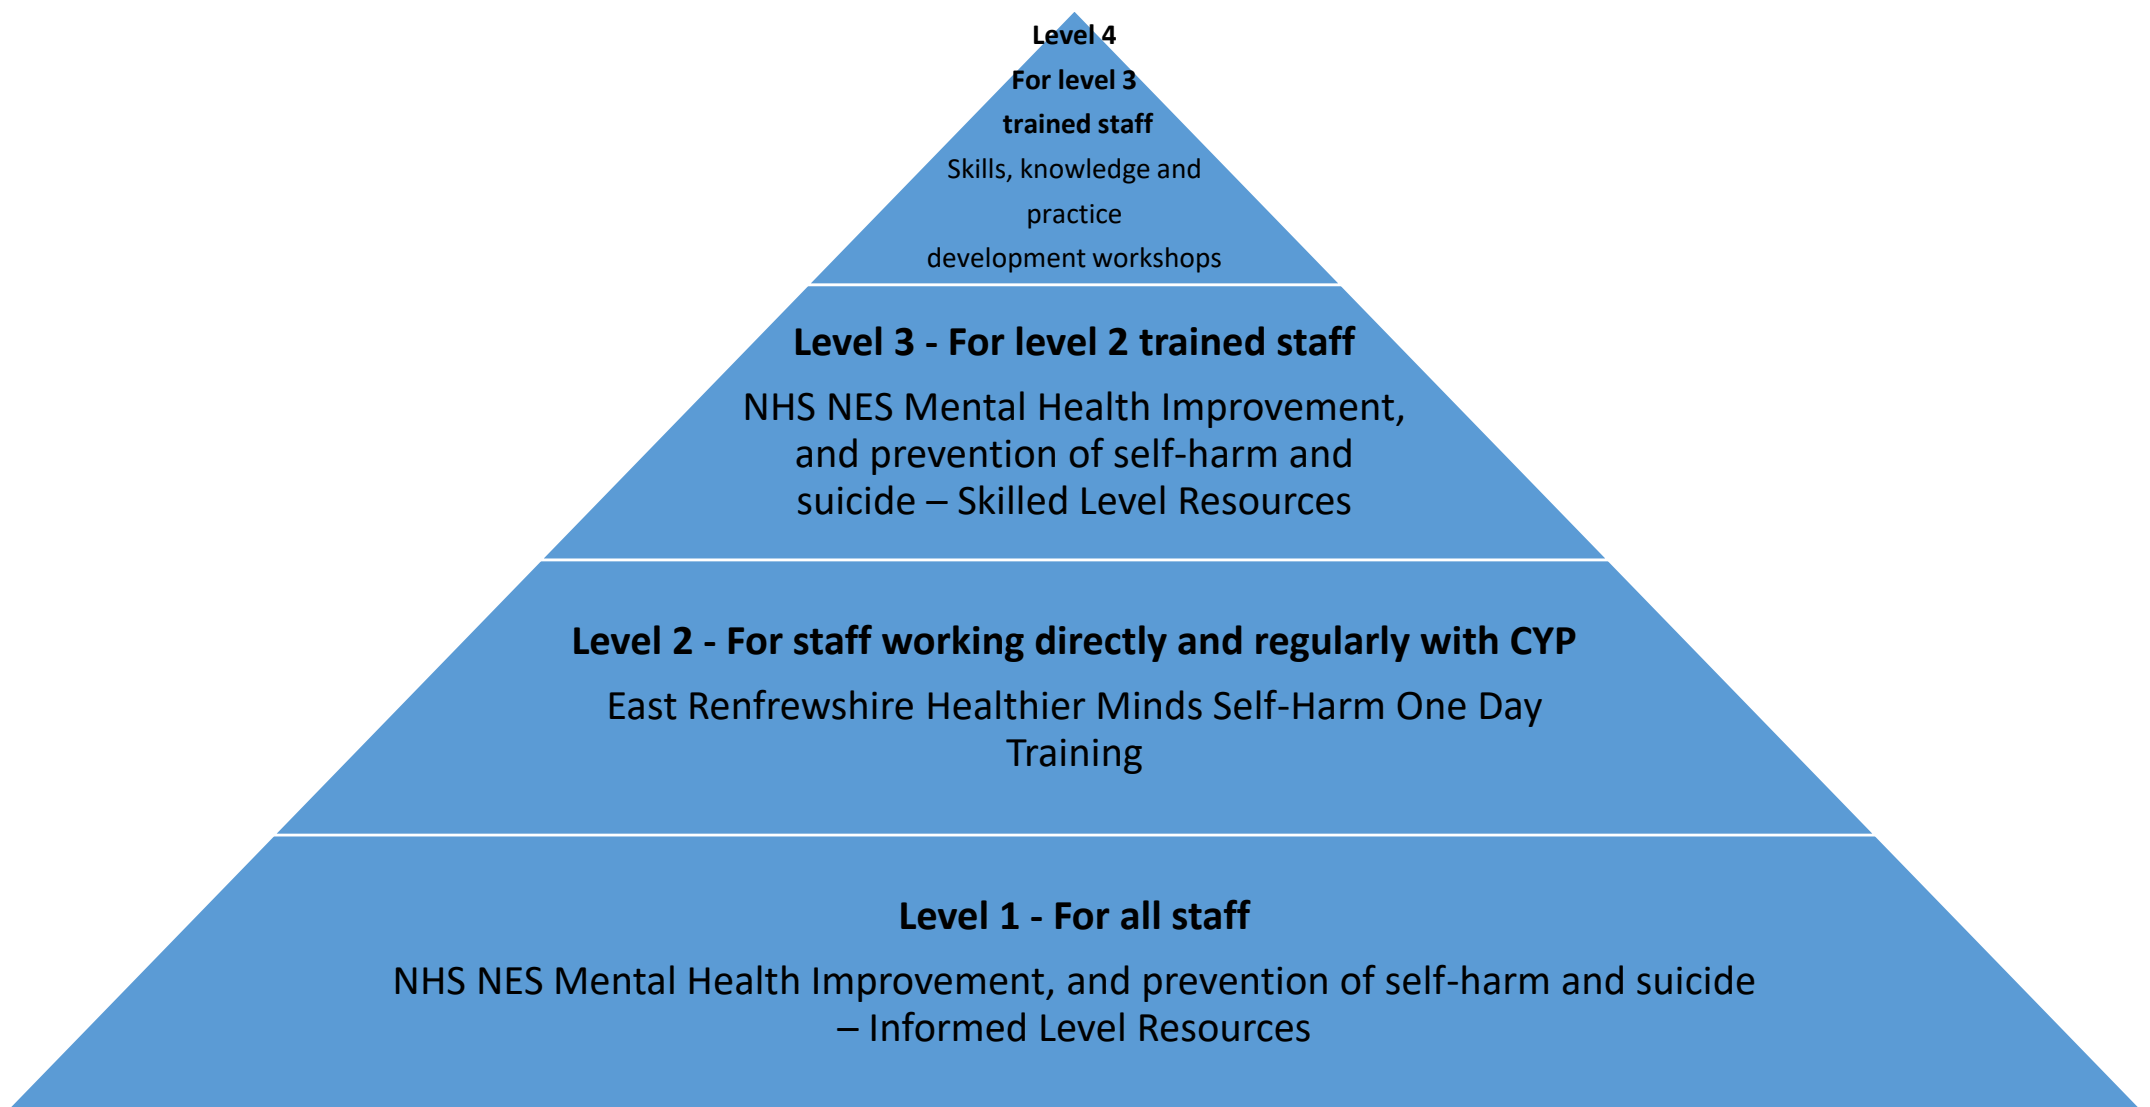 Level 4
For level 3
trained staff
Skills, knowledge and
practice
development workshops
Level 3 - For level 2 trained staff
NHS NES Mental Health Improvement,
and prevention of self-harm and
suicide – Skilled Level Resources
Level 2 - For staff working directly and regularly with CYP
East Renfrewshire Healthier Minds Self-Harm One Day
Training
Level 1 - For all staff
NHS NES Mental Health Improvement, and prevention of self-harm and suicide
– Informed Level Resources